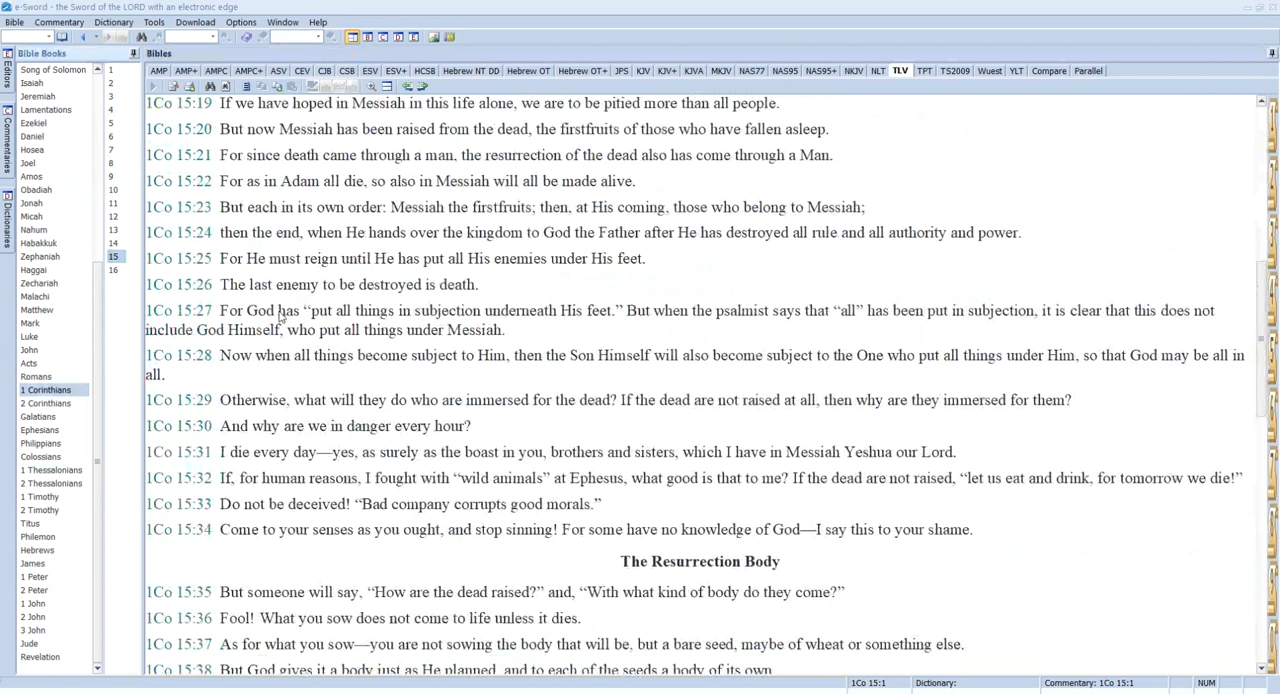 e-Sword - the Sword of the LORD with an electronic edge
Bible Commentary Dictionary Tools Download Options Window Help
Bible Books
Song of Solomon
Isaiah
Jeremiah
Lamentations
Ezekiel
Daniel
Hosea
Joel
Amos
Obadiah
Jonah
Micah
Nahum
Habakkuk
Zephaniah
Haggai
Zechariah
Malachi
Matthew
Mark
Luke
John
Acts
Romans
1 Corinthians
2 Corinthians
Galatians
Ephesians
Philippians
Colossians
1 Thessalonians
2 Thessalonians
1 Timothy
2 Timothy
Titus
Philemon
Hebrews
James
1 Peter
2 Peter
1 John
2 John
3 John
Jude
Revelation
1
2
3
4
5
6
7
8
9
10
11
12
13
14
15
16
Editors
Commentaries
Dictionaries
Bibles
AMP AMP+ AMPC AMPC+ ASV CEV CJB CSB ESV ESV+ HCSB Hebrew NT DD Hebrew OT Hebrew OT+ JPS KJV KJV+ KJVA MKJV NAS77 NAS95 NAS95+ NKJV NLT TLV TPT TS2009 Wuest YLT Compare Parallel
1Co 15:19 If we have hoped in Messiah in this life alone, we are to be pitied more than all people.
1Co 15:20 But now Messiah has been raised from the dead, the firstfruits of those who have fallen asleep.
1Co 15:21 For since death came through a man, the resurrection of the dead also has come through a Man.
1Co 15:22 For as in Adam all die, so also in Messiah will all be made alive.
1Co 15:23 But each in its own order: Messiah the firstfruits; then, at His coming, those who belong to Messiah;
1Co 15:24 then the end, when He hands over the kingdom to God the Father after He has destroyed all rule and all authority and power.
1Co 15:25 For He must reign until He has put all His enemies under His feet.
1Co 15:26 The last enemy to be destroyed is death.
1Co 15:27 For God has “put all things in subjection underneath His feet.” But when the psalmist says that “all” has been put in subjection, it is clear that this does not
include God Himself, who put all things under Messiah.
1Co 15:28 Now when all things become subject to Him, then the Son Himself will also become subject to the One who put all things under Him, so that God may be all in
all.
1Co 15:29 Otherwise, what will they do who are immersed for the dead? If the dead are not raised at all, then why are they immersed for them?
1Co 15:30 And why are we in danger every hour?
1Co 15:31 I die every day—yes, as surely as the boast in you, brothers and sisters, which I have in Messiah Yeshua our Lord.
1Co 15:32 If, for human reasons, I fought with “wild animals” at Ephesus, what good is that to me? If the dead are not raised, “let us eat and drink, for tomorrow we die!”
1Co 15:33 Do not be deceived! “Bad company corrupts good morals.”
1Co 15:34 Come to your senses as you ought, and stop sinning! For some have no knowledge of God—I say this to your shame.
The Resurrection Body
1Co 15:35 But someone will say, “How are the dead raised?” and, “With what kind of body do they come?”
1Co 15:36 Fool! What you sow does not come to life unless it dies.
1Co 15:37 As for what you sow—you are not sowing the body that will be, but a bare seed, maybe of wheat or something else.
1Co 15:38 But God gives it a body just as He planned, and to each of the seeds a body of its own
1Co 15:1 Dictionary: Commentary: 1Co 15:1 NUM